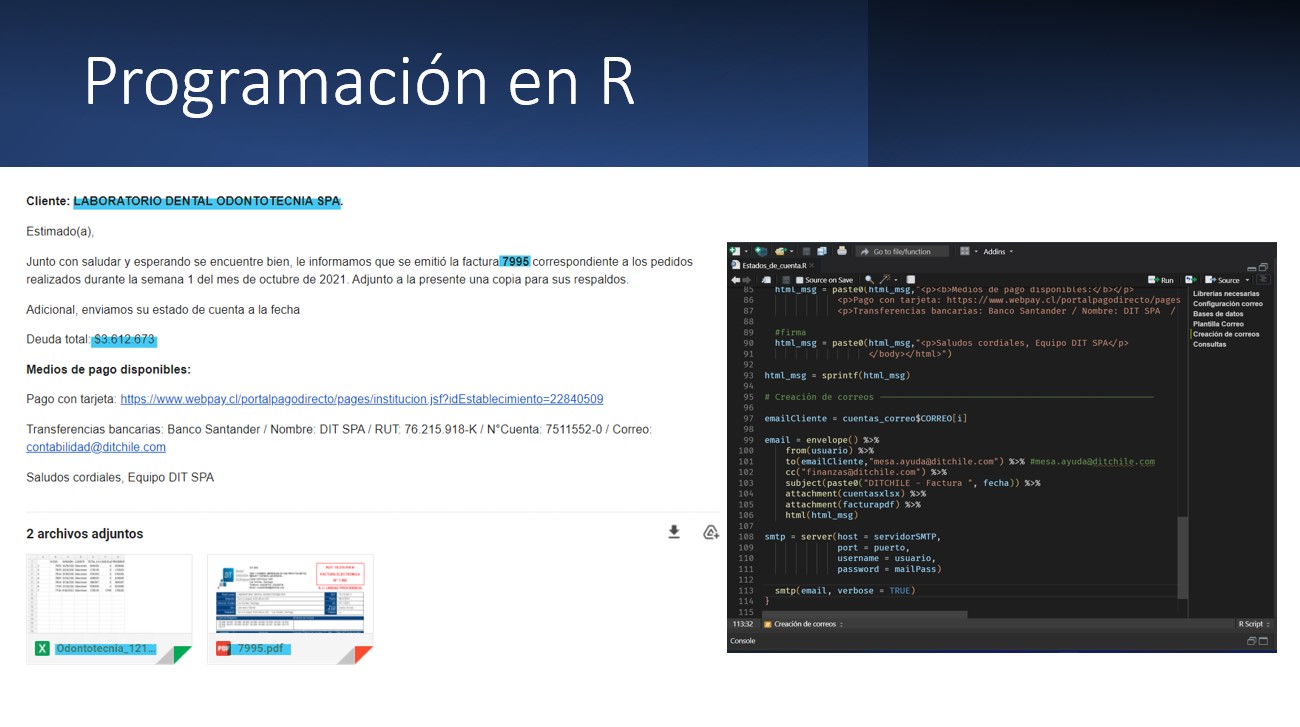 Programación en R
Cliente: LABORATORIO DENTAL ODONTOTECNIA SPA.
Estimado(a),
Junto con saludar y esperando se encuentre bien, le informamos que se emitió la factura 7995 correspondiente a los pedidos
realizados durante la semana 1 del mes de octubre de 2021. Adjunto a la presente una copia para sus respaldos.
Adicional, enviamos su estado de cuenta a la fecha
Deuda total: $3.612.673
Medios de pago disponibles:
Pago con tarjeta: https://www.webpay.cl/portalpagodirecto/pages/institucion.jsf?idEstablecimiento=22840509
Transferencias bancarias: Banco Santander / Nombre: DIT SPA / RUT: 76.215.918-K / N°Cuenta: 7511552-0 / Correo:
contabilidad@ditchile.com
Saludos cordiales, Equipo DIT SPA
2 archivos adjuntos
Odontotecnia_121...
PDF 7995.pdf
Go to file/function
Addins
Estados_de_cuenta.R
Source on Save
Run
Source
85 html_msg = paste0(html_msg,"<p><b>Medios de pago disponibles:</b></p>
86 <p>Pago con tarjeta: https://www.webpay.cl/portalpagodirecto/pages
87 <p>Transferencias bancarias: Banco Santander / Nombre: DIT SPA /
88
89 #firma
90 html_msg = paste0(html_msg,"<p>Saludos cordiales, Equipo DIT SPA</p>
91 </body></html>")
92
93 html_msg = sprintf(html_msg)
94
95 # Creación de correos
96
97 emailCliente = cuentas_correo$CORREO[i]
98
99 email = envelope() %>%
100 from(usuario) %>%
101 to(emailCliente,"mesa.ayuda@ditchile.com") %>% #mesa.ayuda@ditchile.com
102 cc("finanzas@ditchile.com") %>%
103 subject(paste0("DITCHILE - Factura ", fecha)) %>%
104 attachment(cuentasxlsx) %>%
105 attachment(facturapdf) %>%
106 html(html_msg)
107
108 smtp = server(host = servidorSMTP,
109 port = puerto,
110 username = usuario,
111 password = mailPass)
112
113 smtp(email, verbose = TRUE)
114 }
115
Librerias necesarias
Configuración correo
Bases de datos
Plantilla Correo
Creación de correos
Consultas
113:32
Creación de correos
R Script
Console